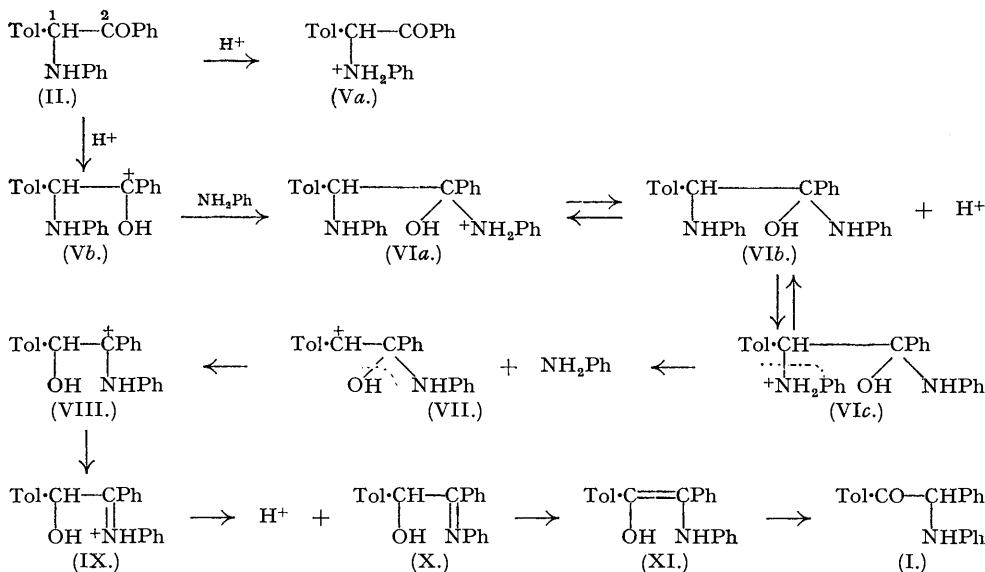 Tol·CH—COPh Tol·CH—COPh
1 2
H⁺
NHPh ⁺NH₂Ph
(II.) (Va.)
H⁺
Tol·CH—C⁺Ph Tol·CH—CPh Tol·CH—CPh
NH₂Ph
+ H⁺
NHPh OH NHPh OH ⁺NH₂Ph NHPh OH NHPh
(Vb.) (VIa.) (VIb.)
Tol·CH—C⁺Ph Tol·C⁺H—CPh + NH₂Ph Tol·CH—CPh
OH NHPh OH NHPh ⁺NH₂Ph OH NHPh
(VIII.) (VII.) (VIc.)
Tol·CH—CPh Tol·CH—CPh Tol·C=CPh Tol·CO—CHPh
H⁺ +
OH ⁺NHPh OH NPh OH NHPh NHPh
(IX.) (X.) (XI.) (I.)